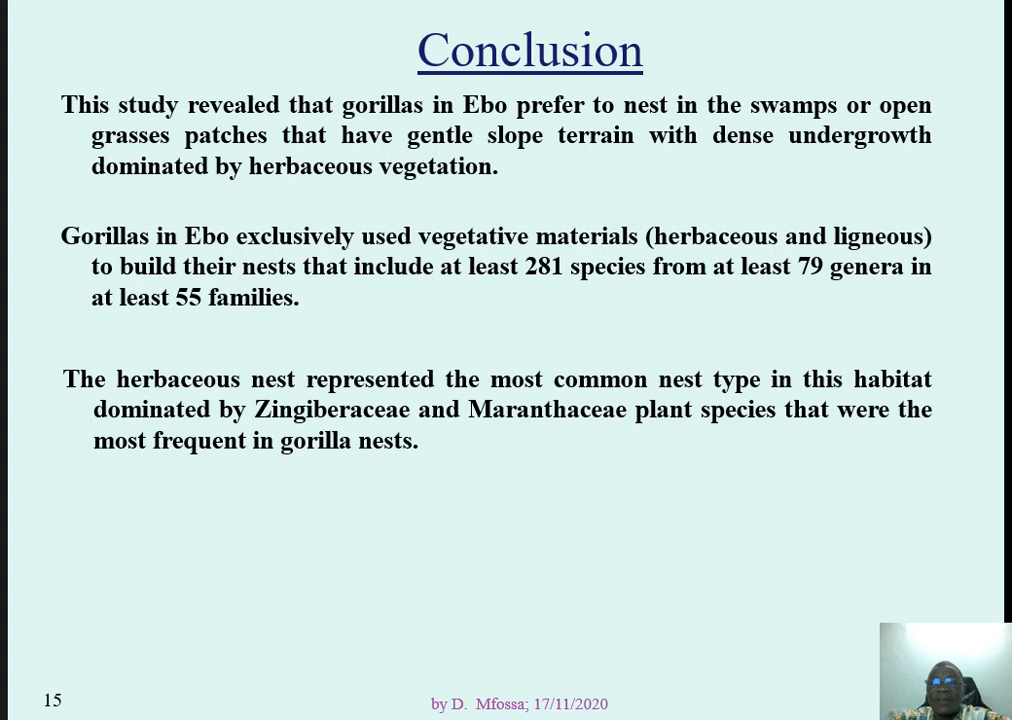 Conclusion
This study revealed that gorillas in Ebo prefer to nest in the swamps or open
grasses patches that have gentle slope terrain with dense undergrowth
dominated by herbaceous vegetation.
Gorillas in Ebo exclusively used vegetative materials (herbaceous and ligneous)
to build their nests that include at least 281 species from at least 79 genera in
at least 55 families.
The herbaceous nest represented the most common nest type in this habitat
dominated by Zingiberaceae and Maranthaceae plant species that were the
most frequent in gorilla nests.
15
by D. Mfossa; 17/11/2020